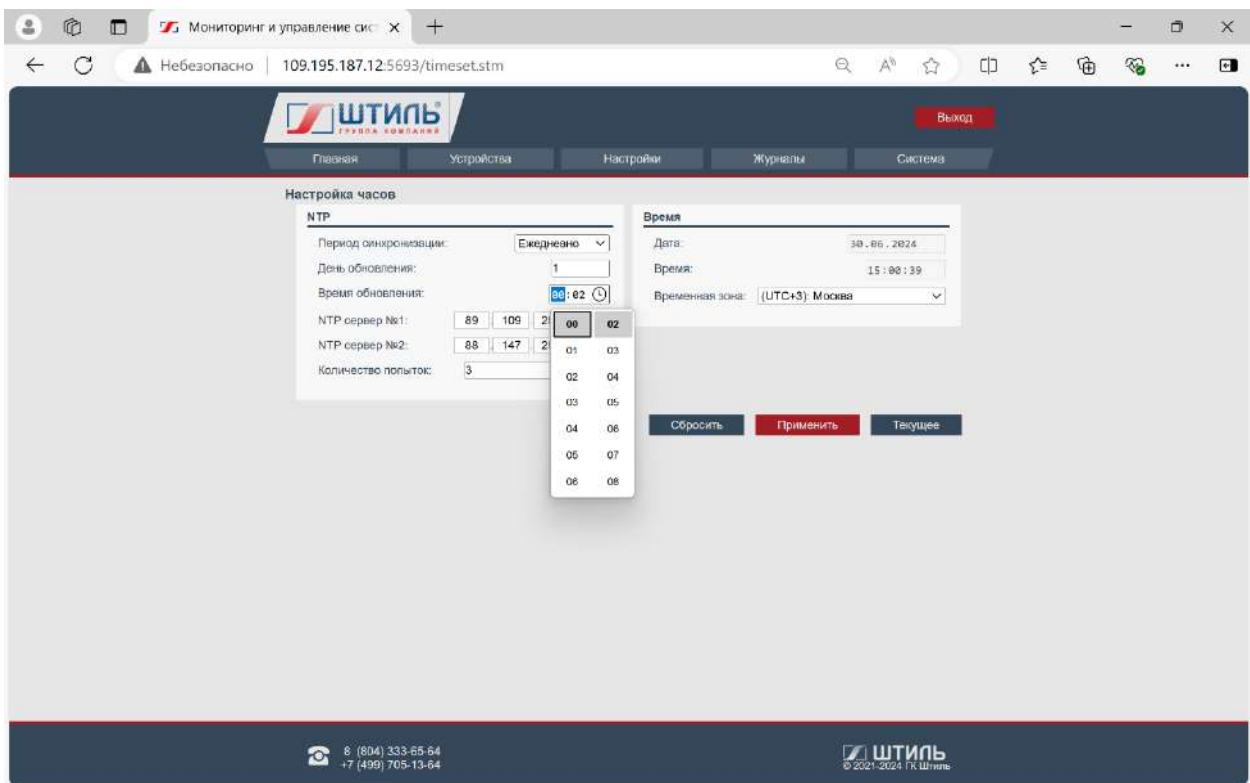 Мониторинг и управление сис
Небезопасно 109.195.187.12:5693/timeset.stm
ШТИЛЬ
ГРУППА КОМПАНИЙ
Выход
Главная Устройства Настройки Журналы Система
Настройка часов
NTP
Период синхронизации: Ежедневно
День обновления: 1
Время обновления: 00:02
NTP сервер №1: 89 109 2
NTP сервер №2: 88 147 2
Количество попыток: 3
00 02
01 03
02 04
03 05
04 06
05 07
06 08
Время
Дата: 30.06.2024
Время: 15:00:39
Временная зона: (UTC+3): Москва
Сбросить Применить Текущее
8 (804) 333-65-64
+7 (499) 705-13-64
ШТИЛЬ
© 2021-2024 ГК Штиль